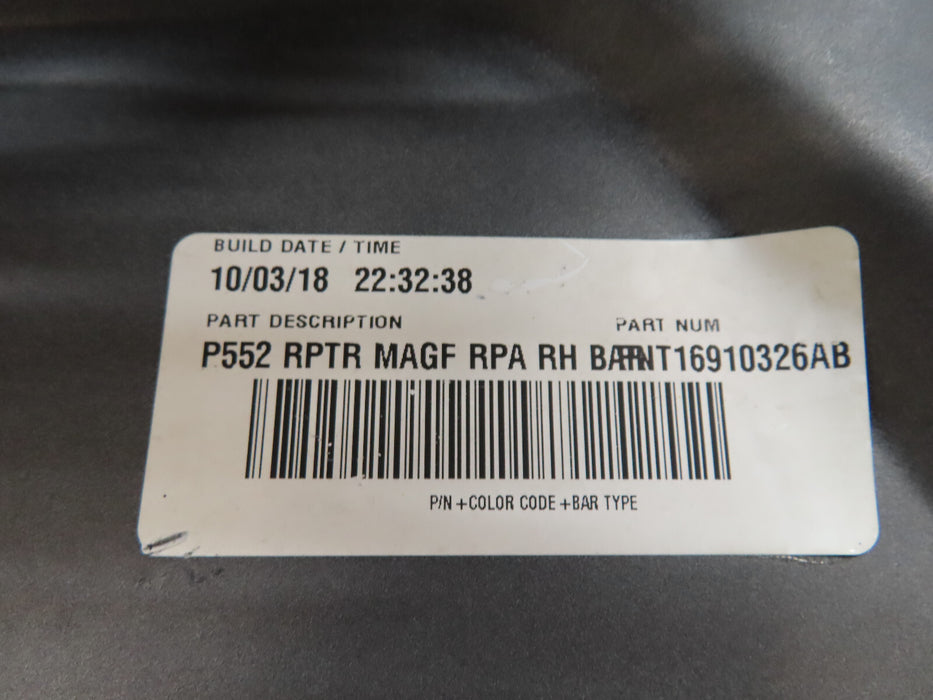 BUILD DATE / TIME
10/03/18 22:32:38
PART DESCRIPTION PART NUM
P552 RPTR MAGF RPA RH
P/N +COLOR CODE +BAR TYPE